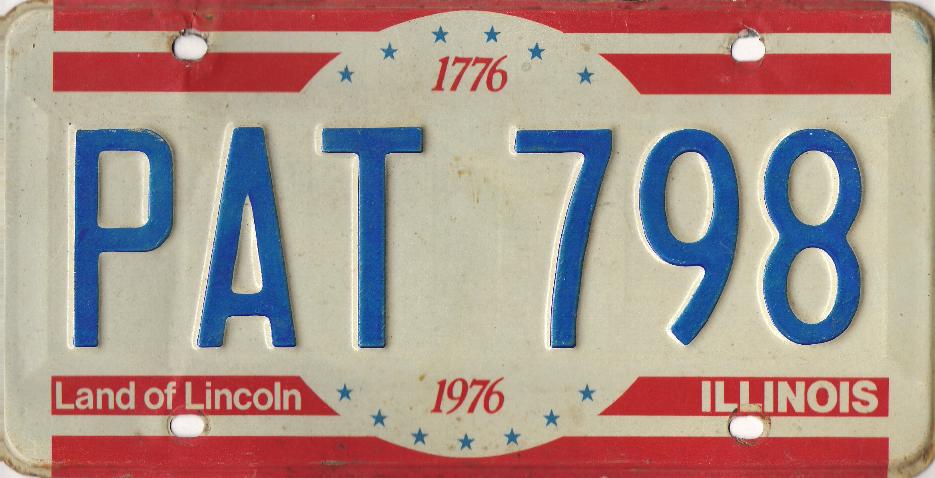 1776
PAT 798
Land of Lincoln 1976 ILLINOIS